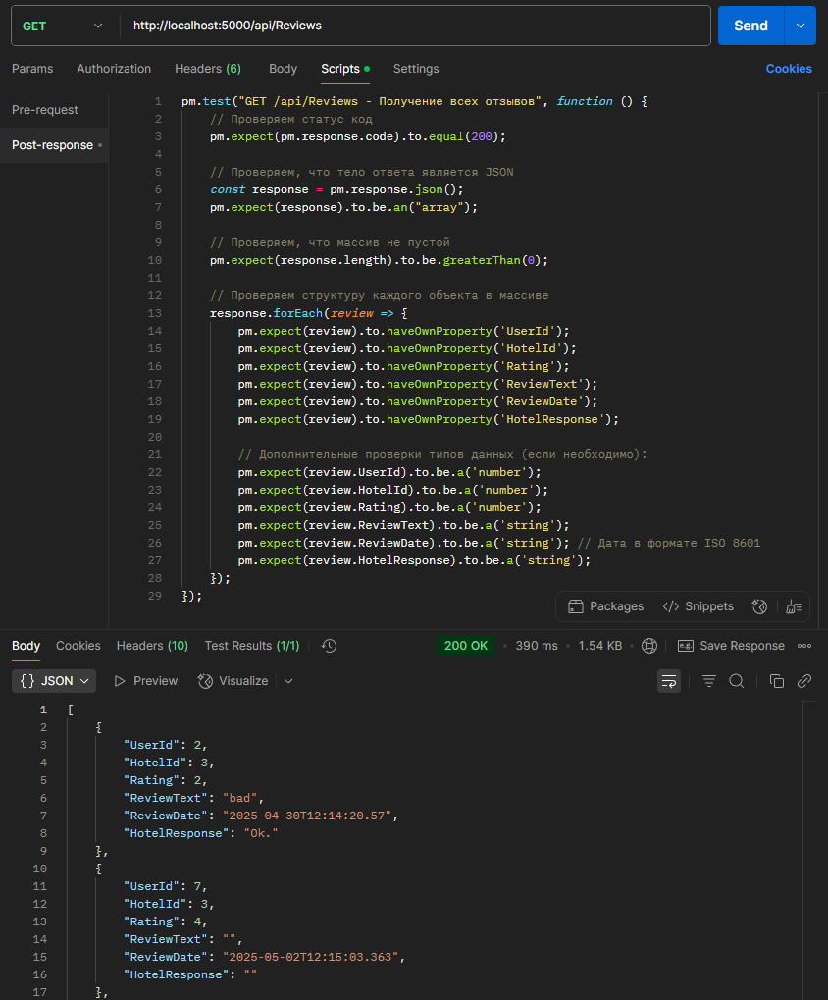 GET http://localhost:5000/api/Reviews Send
Params Authorization Headers (6) Body Scripts Settings Cookies
Pre-request
Post-response
1 pm.test("GET /api/Reviews - Получение всех отзывов", function () {
2 // Проверяем статус код
3 pm.expect(pm.response.code).to.equal(200);
4
5 // Проверяем, что тело ответа является JSON
6 const response = pm.response.json();
7 pm.expect(response).to.be.an("array");
8
9 // Проверяем, что массив не пустой
10 pm.expect(response.length).to.be.greaterThan(0);
11
12 // Проверяем структуру каждого объекта в массиве
13 response.forEach(review => {
14 pm.expect(review).to.haveOwnProperty('UserId');
15 pm.expect(review).to.haveOwnProperty('HotelId');
16 pm.expect(review).to.haveOwnProperty('Rating');
17 pm.expect(review).to.haveOwnProperty('ReviewText');
18 pm.expect(review).to.haveOwnProperty('ReviewDate');
19 pm.expect(review).to.haveOwnProperty('HotelResponse');
20
21 // Дополнительные проверки типов данных (если необходимо):
22 pm.expect(review.UserId).to.be.a('number');
23 pm.expect(review.HotelId).to.be.a('number');
24 pm.expect(review.Rating).to.be.a('number');
25 pm.expect(review.ReviewText).to.be.a('string');
26 pm.expect(review.ReviewDate).to.be.a('string'); // Дата в формате ISO 8601
27 pm.expect(review.HotelResponse).to.be.a('string');
28 });
29 });
Packages </> Snippets
Body Cookies Headers (10) Test Results (1/1) 200 OK • 390 ms • 1.54 KB • e.g. Save Response
{} JSON Preview Visualize
1 [
2 {
3 "UserId": 2,
4 "HotelId": 3,
5 "Rating": 2,
6 "ReviewText": "bad",
7 "ReviewDate": "2025-04-30T12:14:20.57",
8 "HotelResponse": "Ok."
9 },
10 {
11 "UserId": 7,
12 "HotelId": 3,
13 "Rating": 4,
14 "ReviewText": "",
15 "ReviewDate": "2025-05-02T12:15:03.363",
16 "HotelResponse": ""
17 },